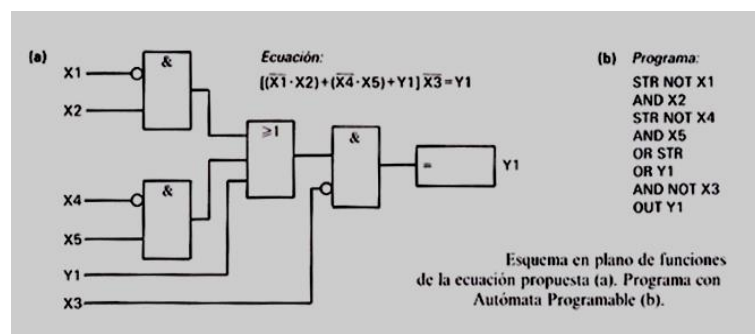 (a)
X1
&
X2
Ecuación:
[(X̅1̅·X2)+(X̅4̅·X5)+Y1] X̅3̅=Y1
≥1
&
=
Y1
X4
&
X5
Y1
X3
(b) Programa:
STR NOT X1
AND X2
STR NOT X4
AND X5
OR STR
OR Y1
AND NOT X3
OUT Y1
Esquema en plano de funciones
de la ecuación propuesta (a). Programa con
Autómata Programable (b).